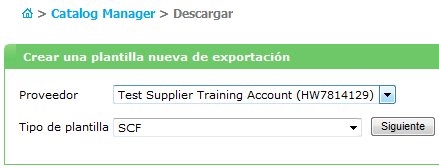 > Catalog Manager > Descargar
Crear una plantilla nueva de exportación
Proveedor Test Supplier Training Account (HW7814129)
Tipo de plantilla SCF Siguiente